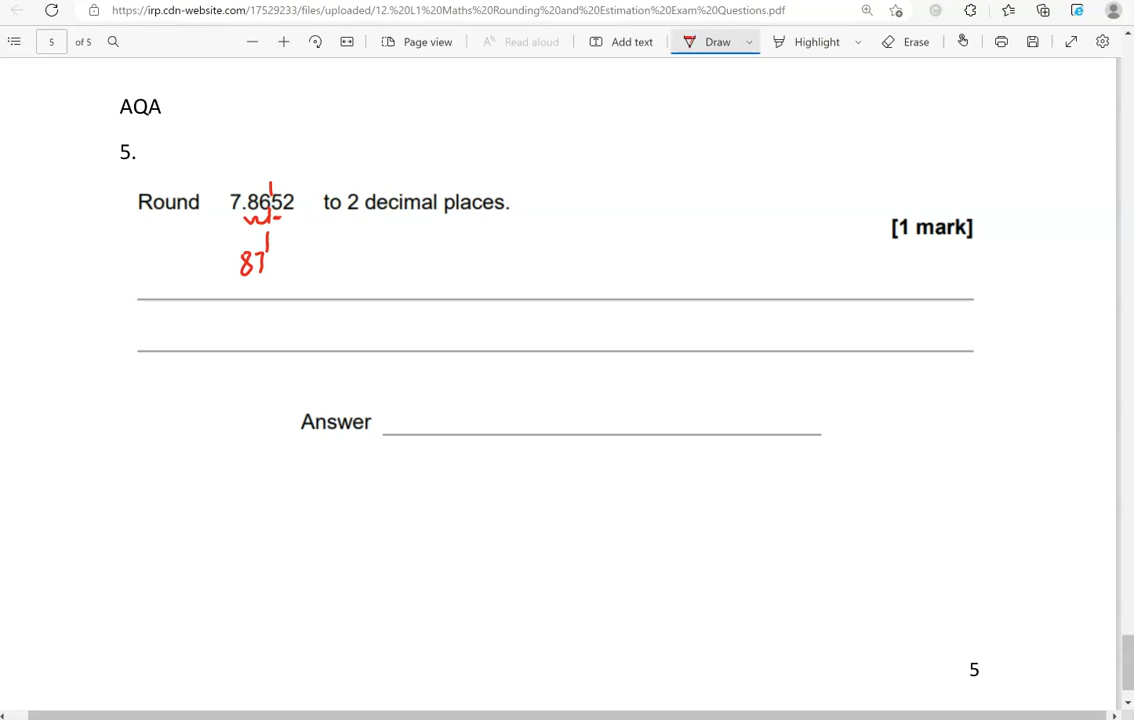 https://irp.cdn-website.com/17529233/files/uploaded/12.%20L1%20Maths%20Rounding%20and%20Estimation%20Exam%20Questions.pdf
5 of 5 Page view Read aloud Add text Draw Highlight Erase
AQA
5.
Round 7.8652 to 2 decimal places.
[1 mark]
87
Answer
5